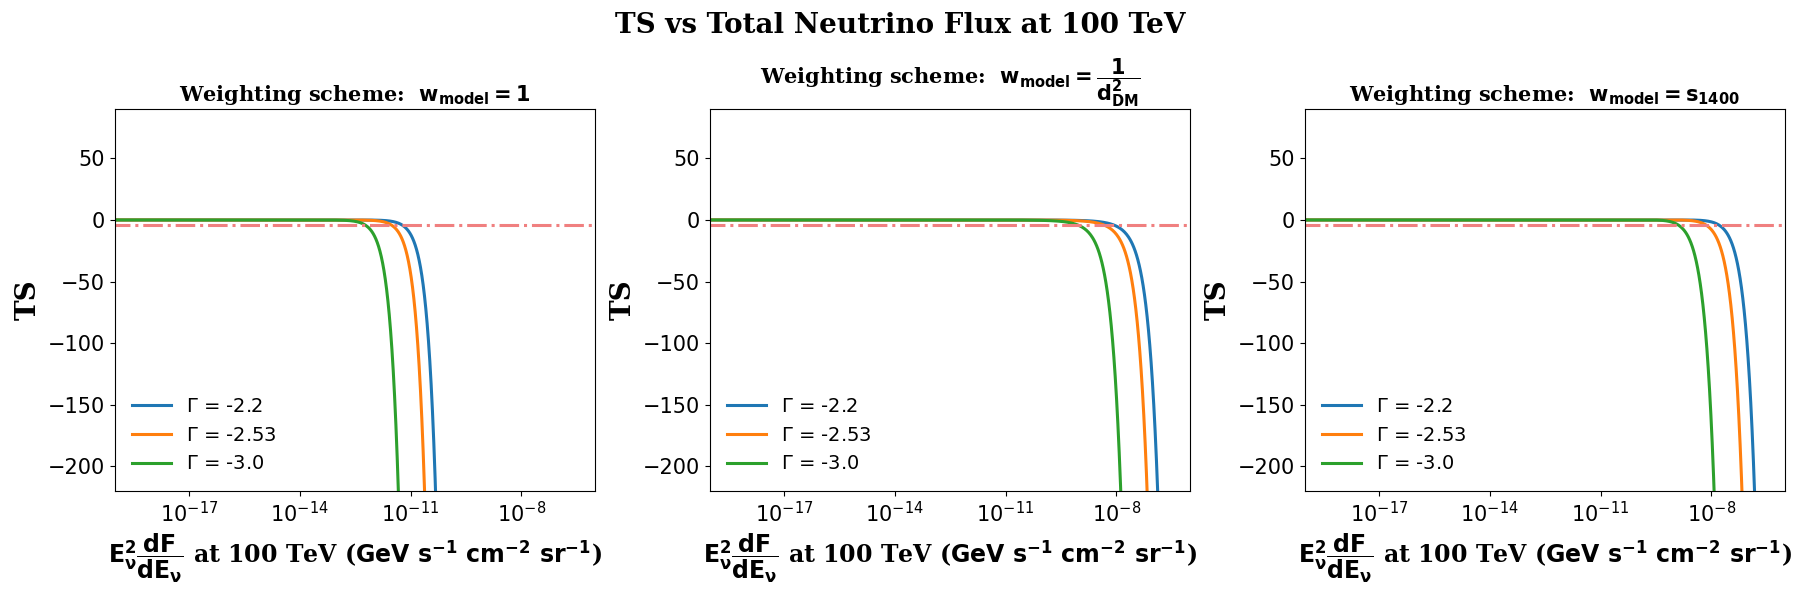 TS vs Total Neutrino Flux at 100 TeV
Weighting scheme: w_model = 1
50
0
−50
−100
−150
−200
TS
Γ = -2.2
Γ = -2.53
Γ = -3.0
10^−17 10^−14 10^−11 10^−8
E_ν^2 dF/dE_ν at 100 TeV (GeV s^−1 cm^−2 sr^−1)
Weighting scheme: w_model = 1/d_DM^2
50
0
−50
−100
−150
−200
TS
Γ = -2.2
Γ = -2.53
Γ = -3.0
10^−17 10^−14 10^−11 10^−8
E_ν^2 dF/dE_ν at 100 TeV (GeV s^−1 cm^−2 sr^−1)
Weighting scheme: w_model = s_1400
50
0
−50
−100
−150
−200
TS
Γ = -2.2
Γ = -2.53
Γ = -3.0
10^−17 10^−14 10^−11 10^−8
E_ν^2 dF/dE_ν at 100 TeV (GeV s^−1 cm^−2 sr^−1)